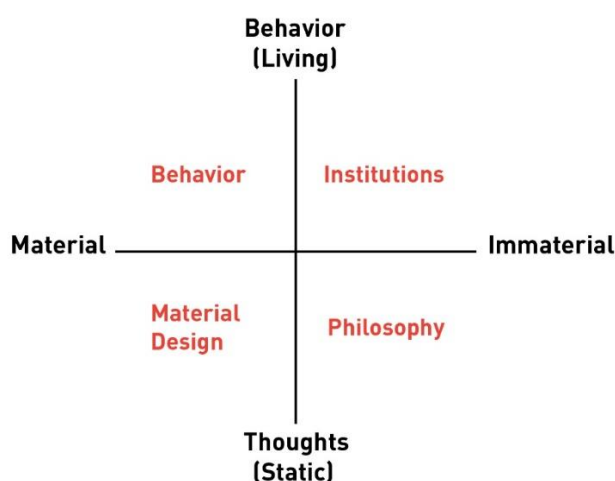 Behavior
(Living)
Behavior
Institutions
Material
Immaterial
Material
Design
Philosophy
Thoughts
(Static)